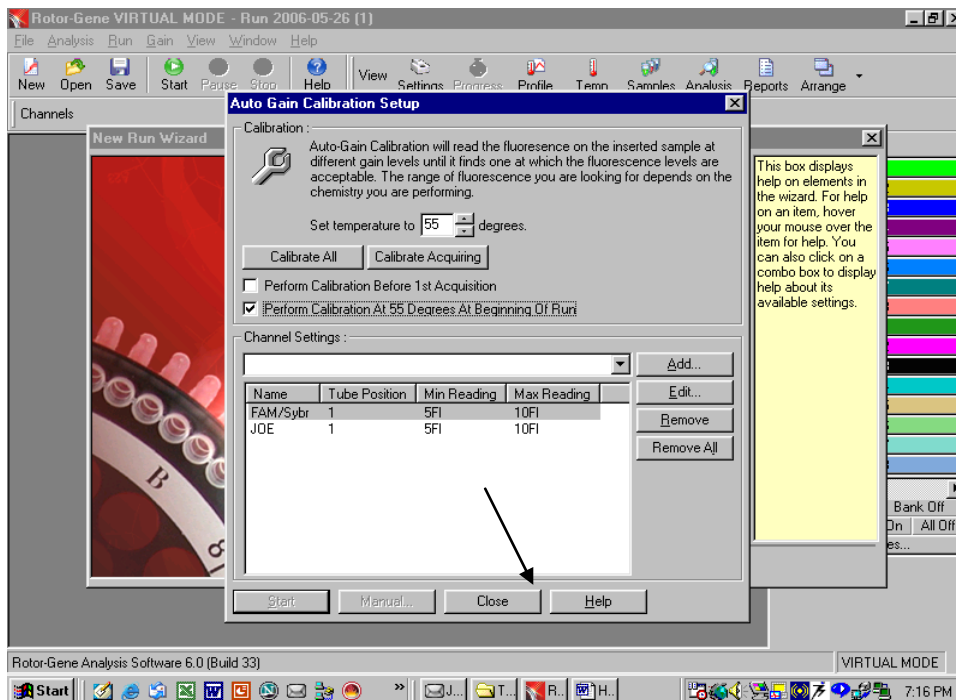 Rotor-Gene VIRTUAL MODE - Run 2006-05-26 (1)
File Analysis Run Gain View Window Help
New Open Save Start Pause Stop Help View Settings Progress Profile Temp Samples Analysis Reports Arrange
Channels
New Run Wizard
Auto Gain Calibration Setup
Calibration :
Auto-Gain Calibration will read the fluoresence on the inserted sample at
different gain levels until it finds one at which the fluorescence levels are
acceptable. The range of fluorescence you are looking for depends on the
chemistry you are performing.
Set temperature to 55 degrees.
Calibrate All Calibrate Acquiring
Perform Calibration Before 1st Acquisition
Perform Calibration At 55 Degrees At Beginning Of Run
Channel Settings :
Add...
Name Tube Position Min Reading Max Reading
Edit...
FAM/Sybr 1 5Fl 10Fl
JOE 1 5Fl 10Fl
Remove
Remove All
Start Manual... Close Help
This box displays
help on elements in
the wizard. For help
on an item, hover
your mouse over the
item for help. You
can also click on a
combo box to display
help about its
available settings.
B
Bank Off
On All Off
es...
Rotor-Gene Analysis Software 6.0 (Build 33)
VIRTUAL MODE
Start » J... T... R.. H.. 7:16 PM